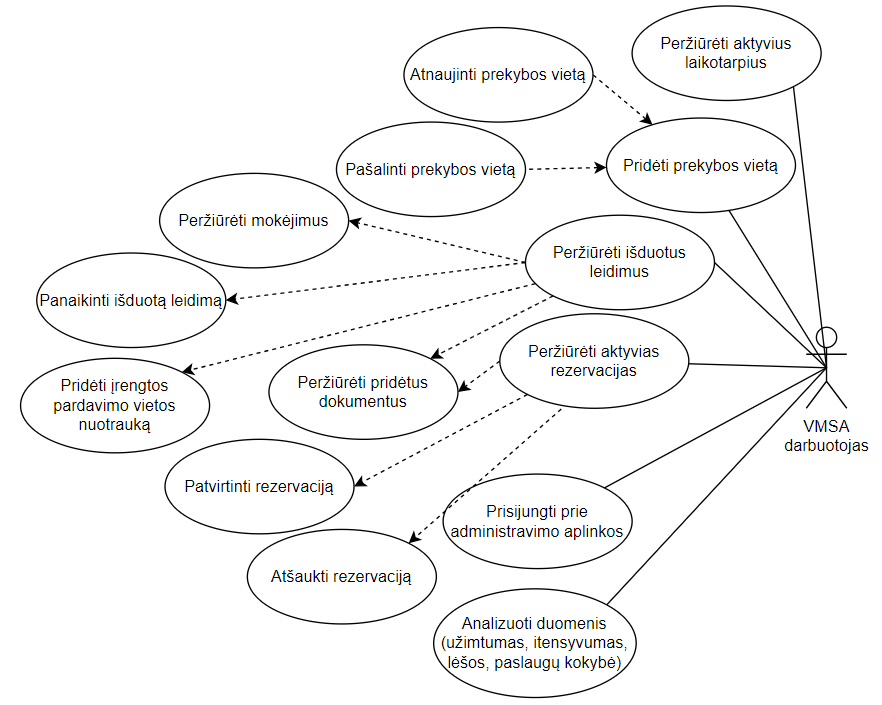 Peržiūrėti aktyvius
laikotarpius
Atnaujinti prekybos vietą
Pašalinti prekybos vietą
Pridėti prekybos vietą
Peržiūrėti mokėjimus
Peržiūrėti išduotus
leidimus
Panaikinti išduotą leidimą
Peržiūrėti aktyvias
rezervacijas
Peržiūrėti pridėtus
dokumentus
Pridėti įrengtos
pardavimo vietos
nuotrauką
VMSA
darbuotojas
Patvirtinti rezervaciją
Prisijungti prie
administravimo aplinkos
Atšaukti rezervaciją
Analizuoti duomenis
(užimtumas, itensyvumas,
lėšos, paslaugų kokybė)